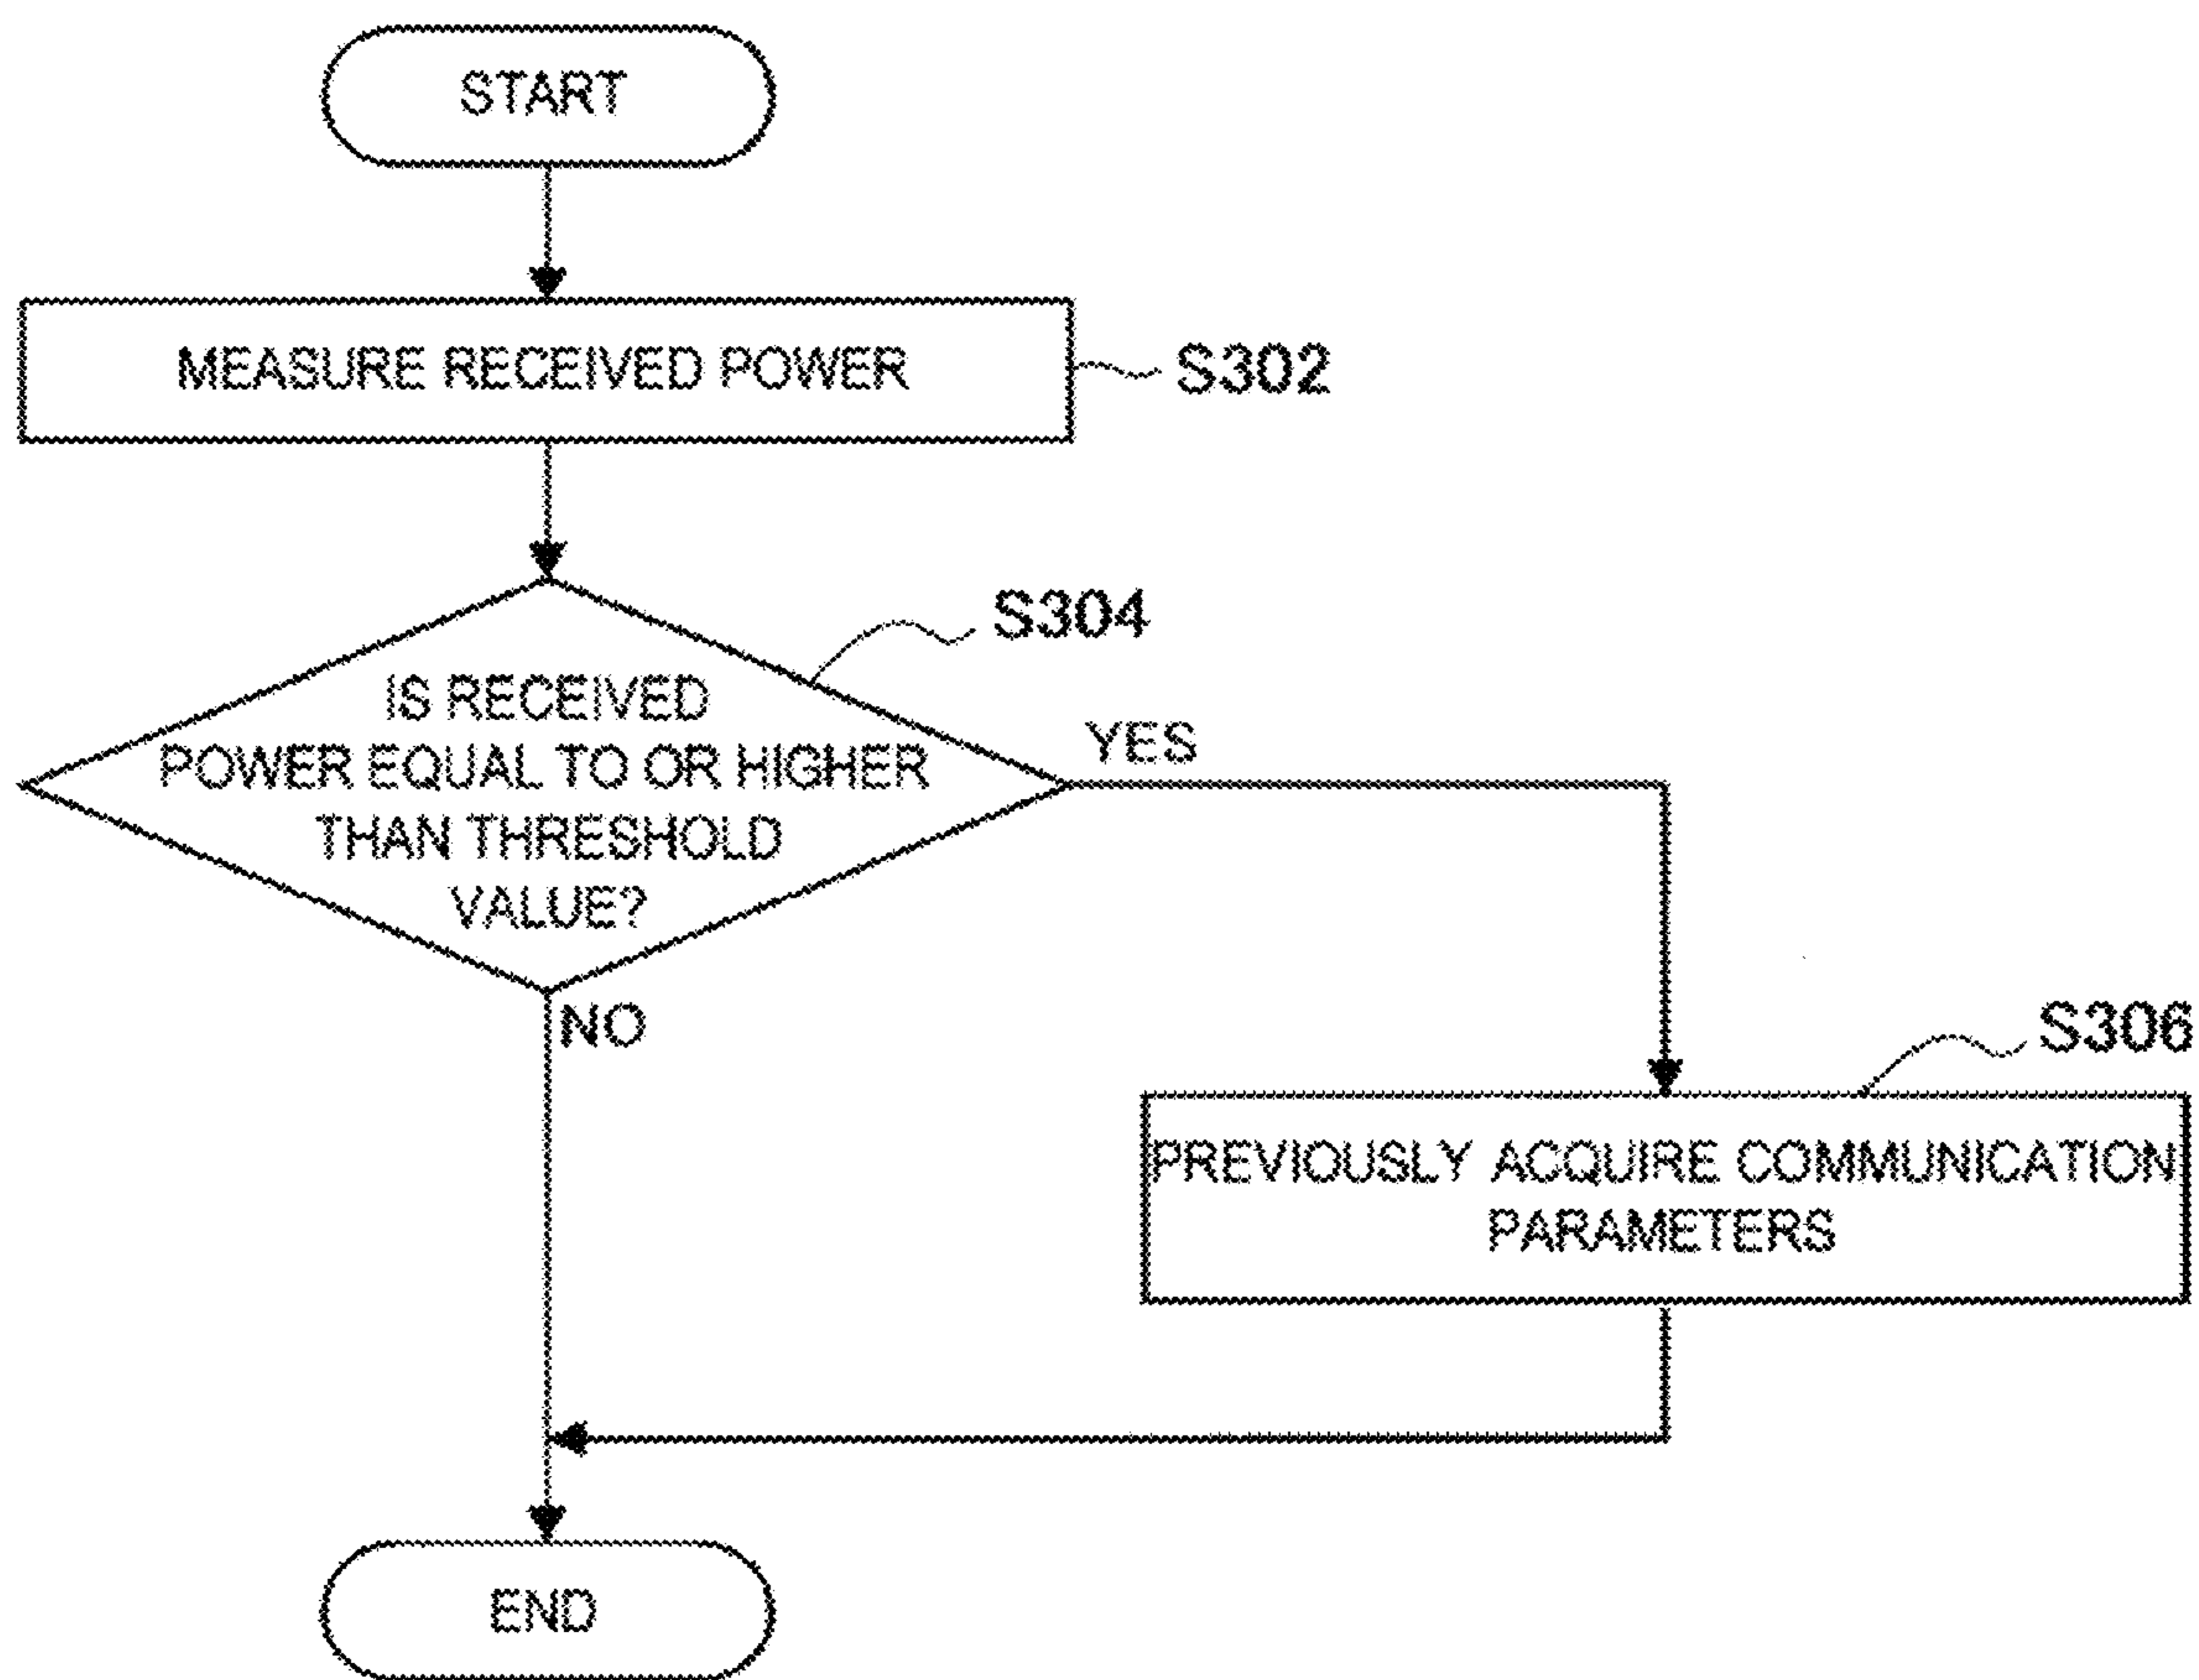 START
MEASURE RECEIVED POWER
S302
S304
IS RECEIVED
POWER EQUAL TO OR HIGHER
THAN THRESHOLD
VALUE?
YES
NO
S306
PREVIOUSLY ACQUIRE COMMUNICATION
PARAMETERS
END